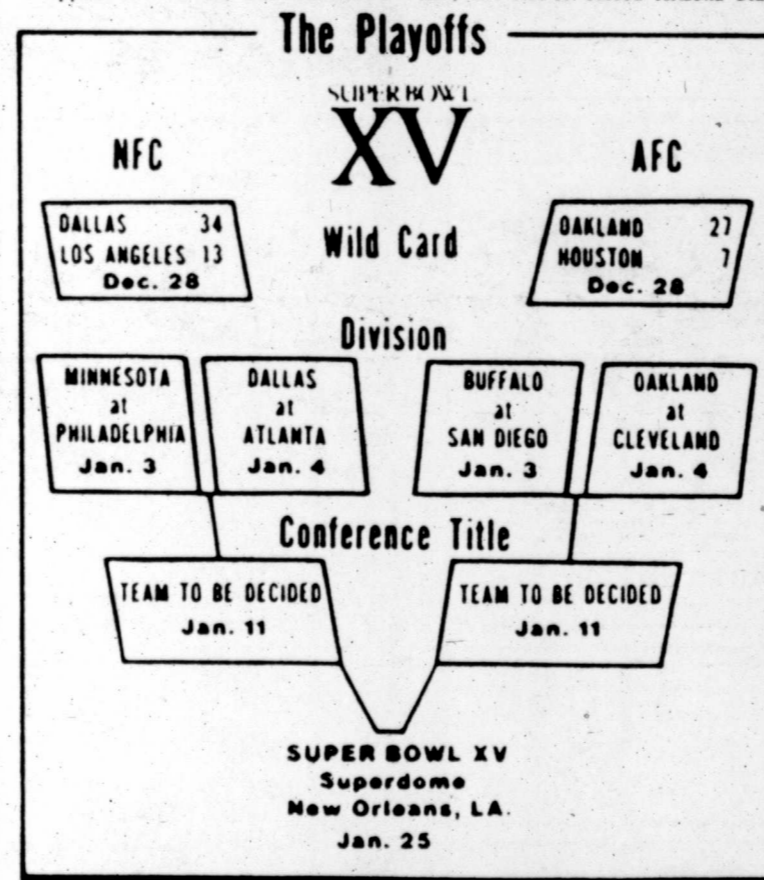 The Playoffs
SUPER BOWL
XV
NFC
AFC
DALLAS 34
LOS ANGELES 13
Dec. 28
Wild Card
OAKLAND 27
HOUSTON 7
Dec. 28
Division
MINNESOTA
at
PHILADELPHIA
Jan. 3
DALLAS
at
ATLANTA
Jan. 4
BUFFALO
at
SAN DIEGO
Jan. 3
OAKLAND
at
CLEVELAND
Jan. 4
Conference Title
TEAM TO BE DECIDED
Jan. 11
TEAM TO BE DECIDED
Jan. 11
SUPER BOWL XV
Superdome
New Orleans, LA.
Jan. 25